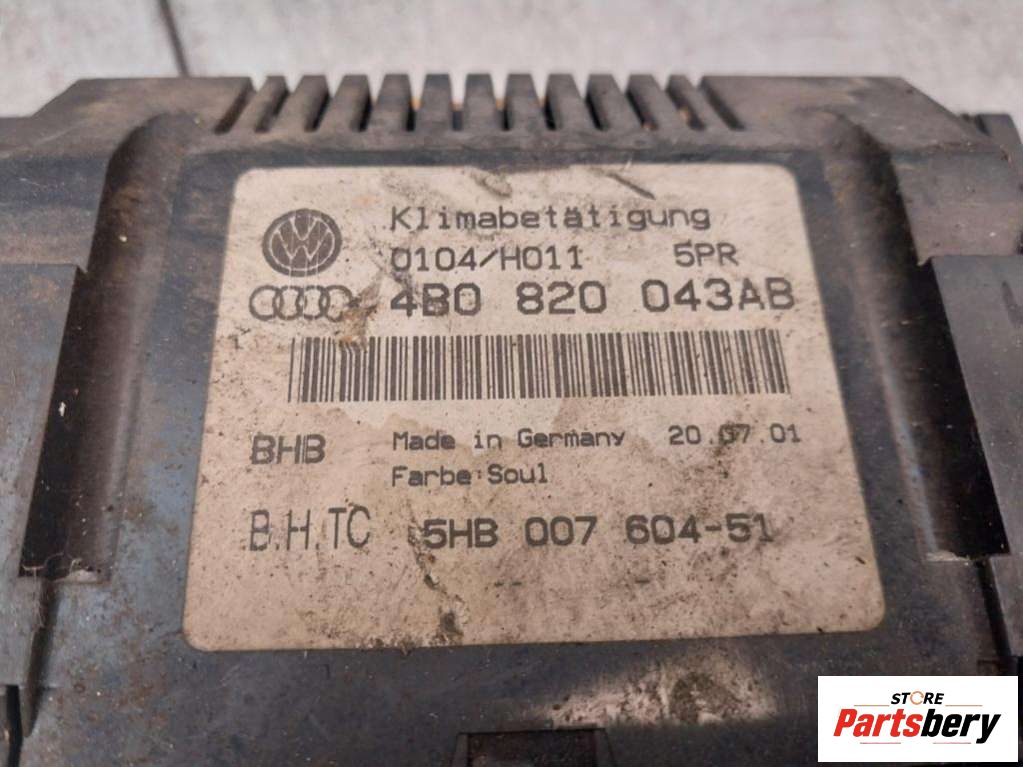 Klimabetätigung
0104/H011 5PR
4B0 820 043AB
BHB Made in Germany 20.07.01
Farbe:Soul
B.H.TC 5HB 007 604-51
STORE
Partsbery